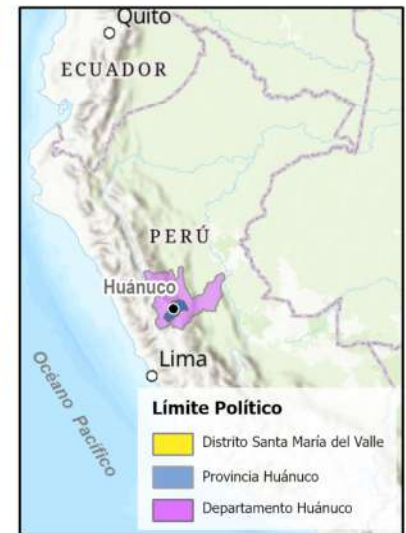 Quito
ECUADOR
PERÚ
Huánuco
Lima
Océano Pacífico
Límite Político
Distrito Santa María del Valle
Provincia Huánuco
Departamento Huánuco